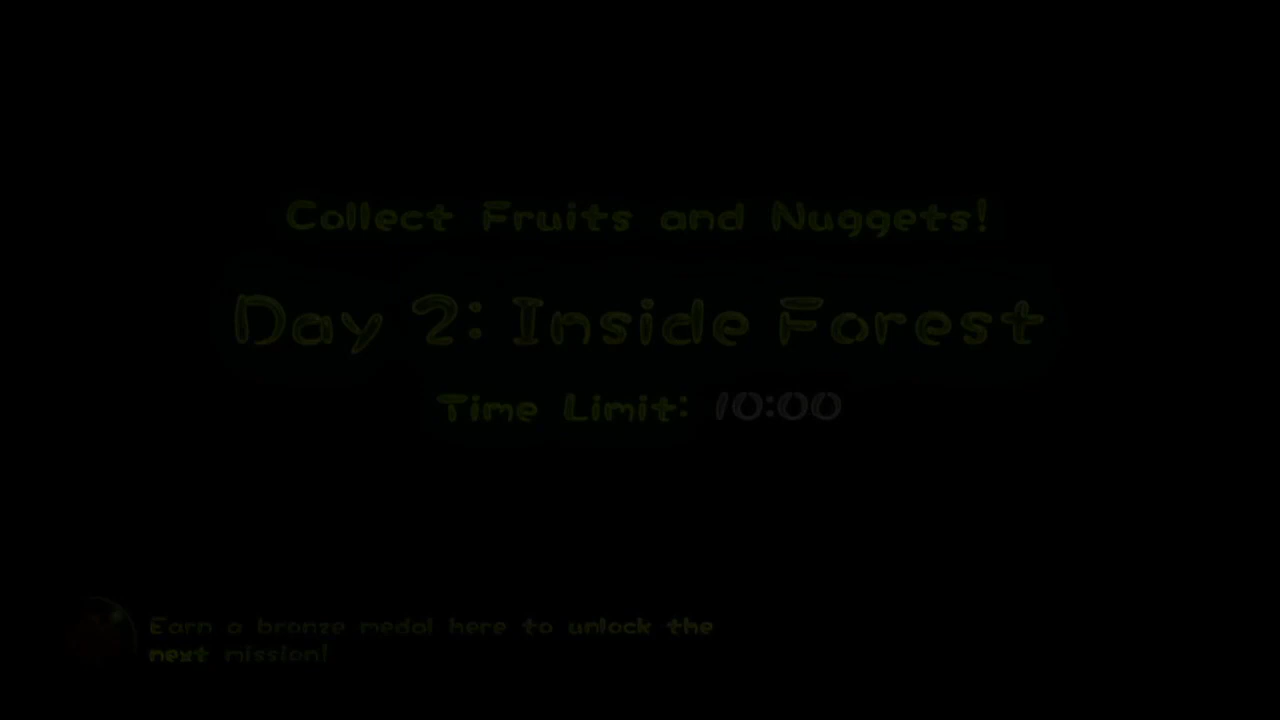 Collect Fruits and Nuggets!
Day 2: Inside Forest
Time Limit: 10:00
Earn a bronze medal here to unlock the
next mission!